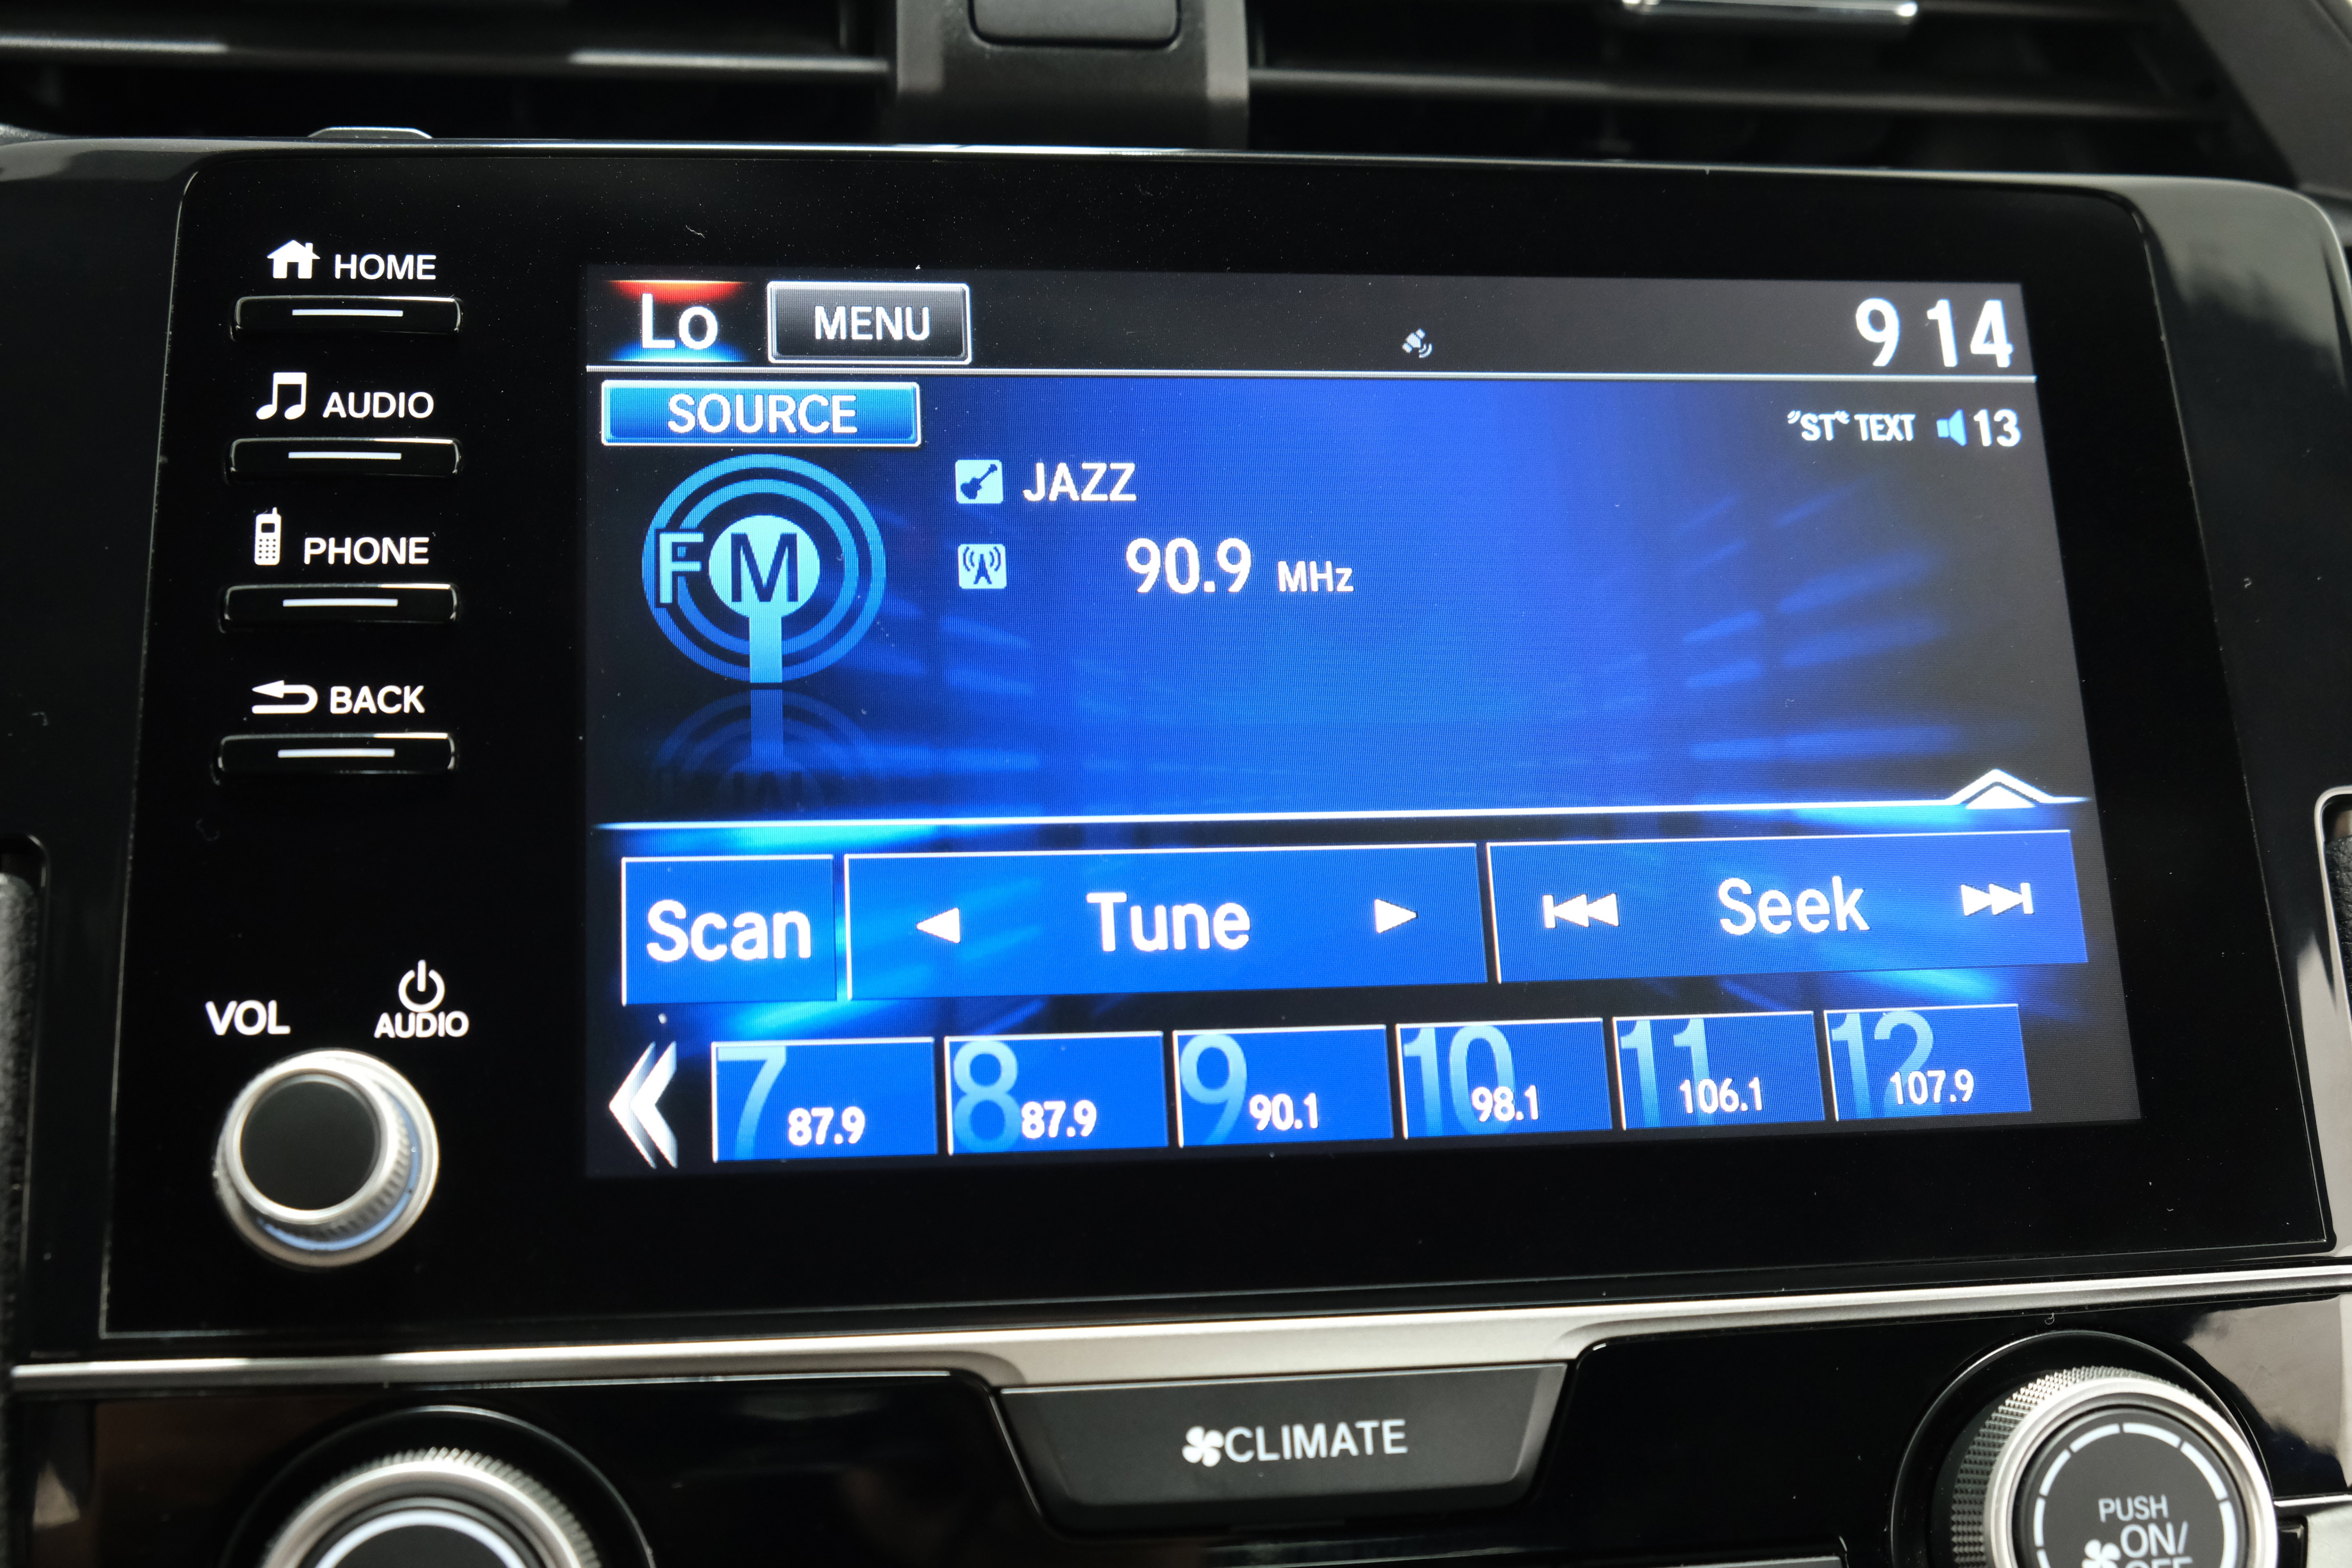 HOME
AUDIO
PHONE
BACK
VOL
AUDIO
Lo MENU 9 14
SOURCE "ST" TEXT 13
JAZZ
FM 90.9 MHz
Scan Tune Seek
7 87.9 8 87.9 9 90.1 10 98.1 11 106.1 12 107.9
CLIMATE
PUSH
ON/
OFF